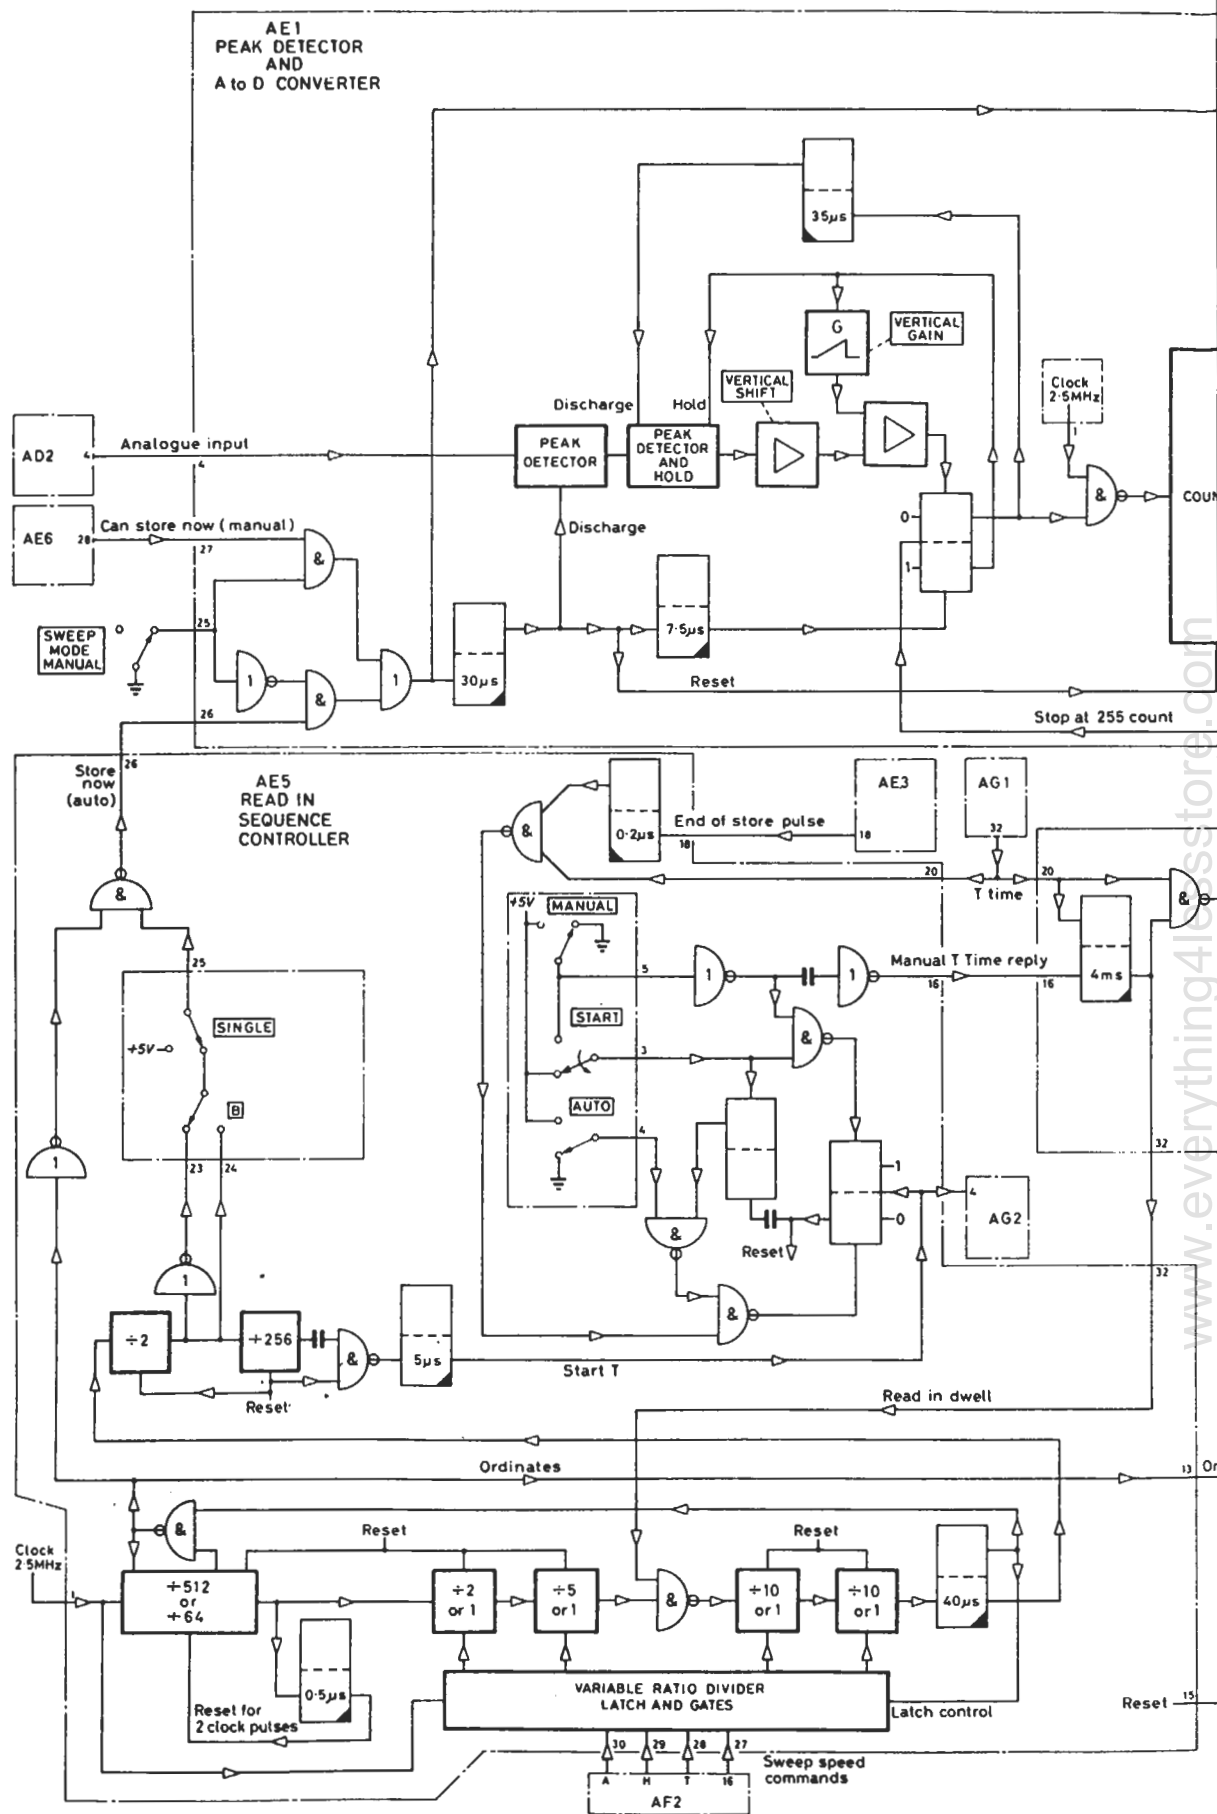 AE1
PEAK DETECTOR
AND
A to D CONVERTER
35µs
G
VERTICAL
GAIN
VERTICAL
SHIFT
Clock
2·5MHz
Discharge
Hold
AD2
4
Analogue input
4
PEAK
DETECTOR
PEAK
DETECTOR
AND
HOLD
&
COUN
AE6
28
Can store now (manual)
27
Discharge
0
1
&
25
SWEEP
MODE
MANUAL
1
&
1
30µs
7·5µs
Reset
26
Stop at 255 count
26
Store
now
(auto)
AE5
READ IN
SEQUENCE
CONTROLLER
&
0·2µs
End of store pulse
18
18
AE3
AG1
32
20
20
T time
&
&
+5V
MANUAL
25
5
1
1
Manual T Time reply
16
16
4ms
SINGLE
+5V
START
3
&
B
AUTO
4
32
1
23
24
1
0
4
AG2
&
Reset
32
1
&
÷2
÷256
&
5µs
Start T
Reset
Read in dwell
Ordinates
13
Or
&
Reset
Reset
Clock
2·5MHz
1
÷512
or
÷64
÷2
or 1
÷5
or 1
&
÷10
or 1
÷10
or 1
40µs
0·5µs
Reset for
2 clock pulses
VARIABLE RATIO DIVIDER
LATCH AND GATES
Latch control
Reset
15
30
29
28
27
A
H
T
16
Sweep speed
commands
AF2
www.everything4lessstore.com